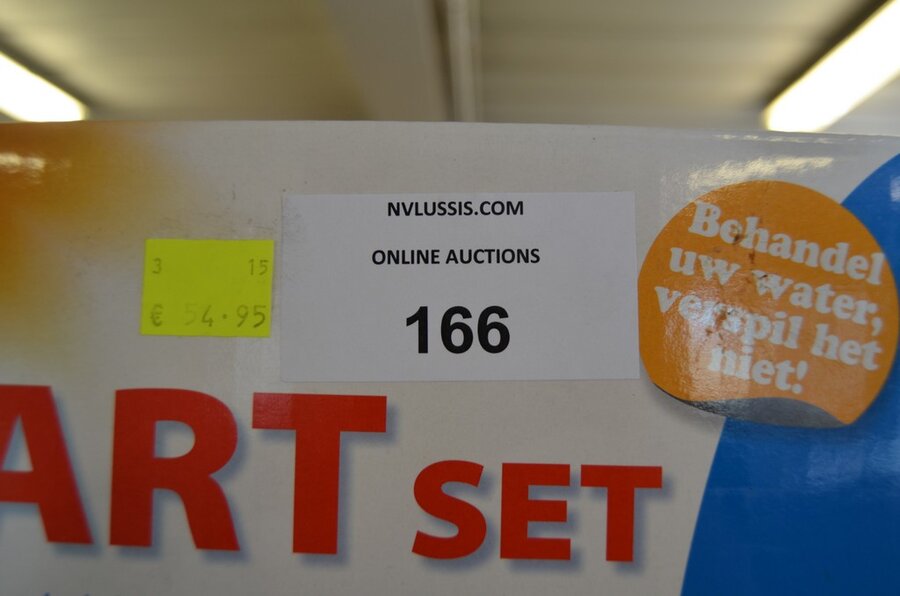 NVLUSSIS.COM
ONLINE AUCTIONS
166
3 15
€ 54.95
Behandel
uw water,
verspil het
niet!
ART SET